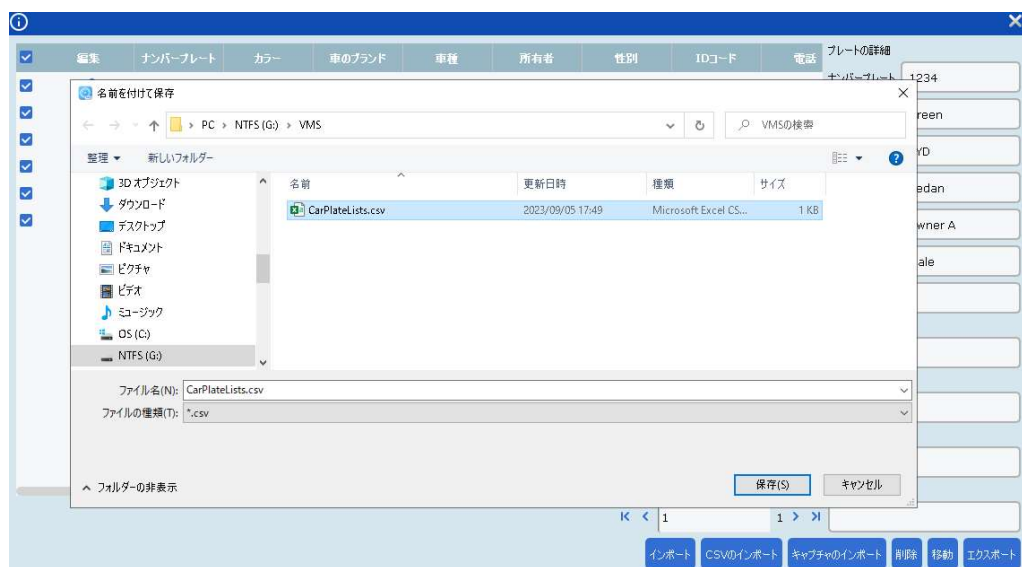 編集 ナンバープレート カラー 車のブランド 車種 所有者 性別 IDコード 電話 プレートの詳細
ナンバープレート 1234
名前を付けて保存
PC › NTFS (G:) › VMS VMSの検索
整理 新しいフォルダー
3D オブジェクト
ダウンロード
デスクトップ
ドキュメント
ピクチャ
ビデオ
ミュージック
OS (C:)
NTFS (G:)
名前 更新日時 種類 サイズ
CarPlateLists.csv 2023/09/05 17:49 Microsoft Excel CS... 1 KB
reen
YD
edan
wner A
ale
ファイル名(N): CarPlateLists.csv
ファイルの種類(T): *.csv
フォルダーの非表示 保存(S) キャンセル
1 1
インポート CSVのインポート キャプチャのインポート 削除 移動 エクスポート